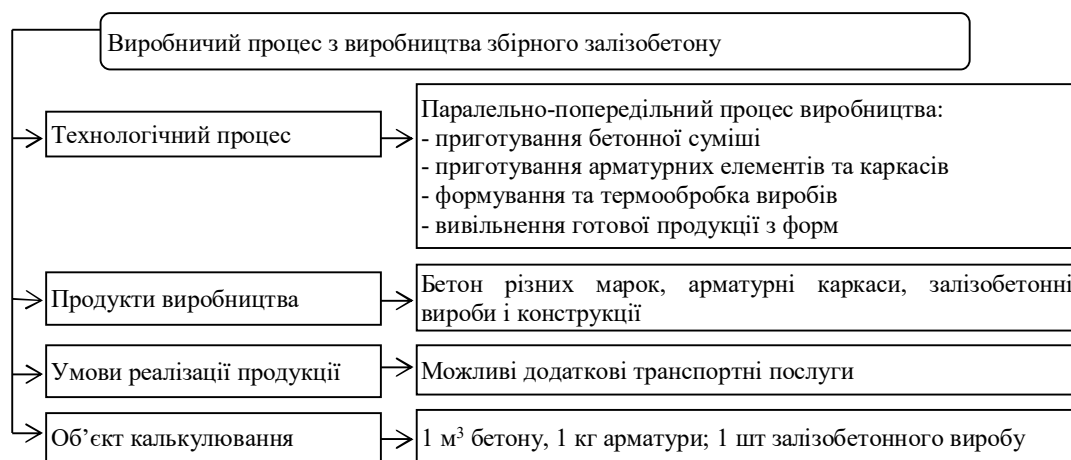 Виробничий процес з виробництва збірного залізобетону
Технологічний процес
Паралельно-попередільний процес виробництва:
- приготування бетонної суміші
- приготування арматурних елементів та каркасів
- формування та термообробка виробів
- вивільнення готової продукції з форм
Продукти виробництва
Бетон різних марок, арматурні каркаси, залізобетонні
вироби і конструкції
Умови реалізації продукції
Можливі додаткові транспортні послуги
Об’єкт калькулювання
1 м³ бетону, 1 кг арматури; 1 шт залізобетонного виробу